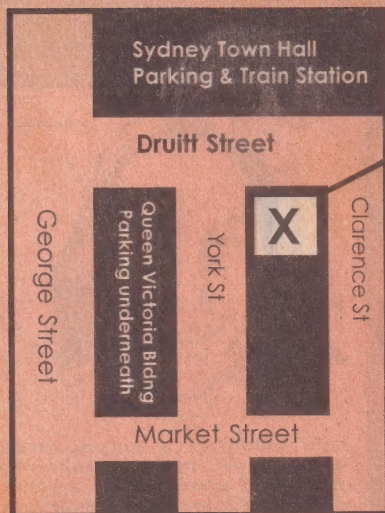 Sydney Town Hall
Parking & Train Station
Druitt Street
George Street
Queen Victoria Bldng
Parking underneath
York St
X
Clarence St
Market Street